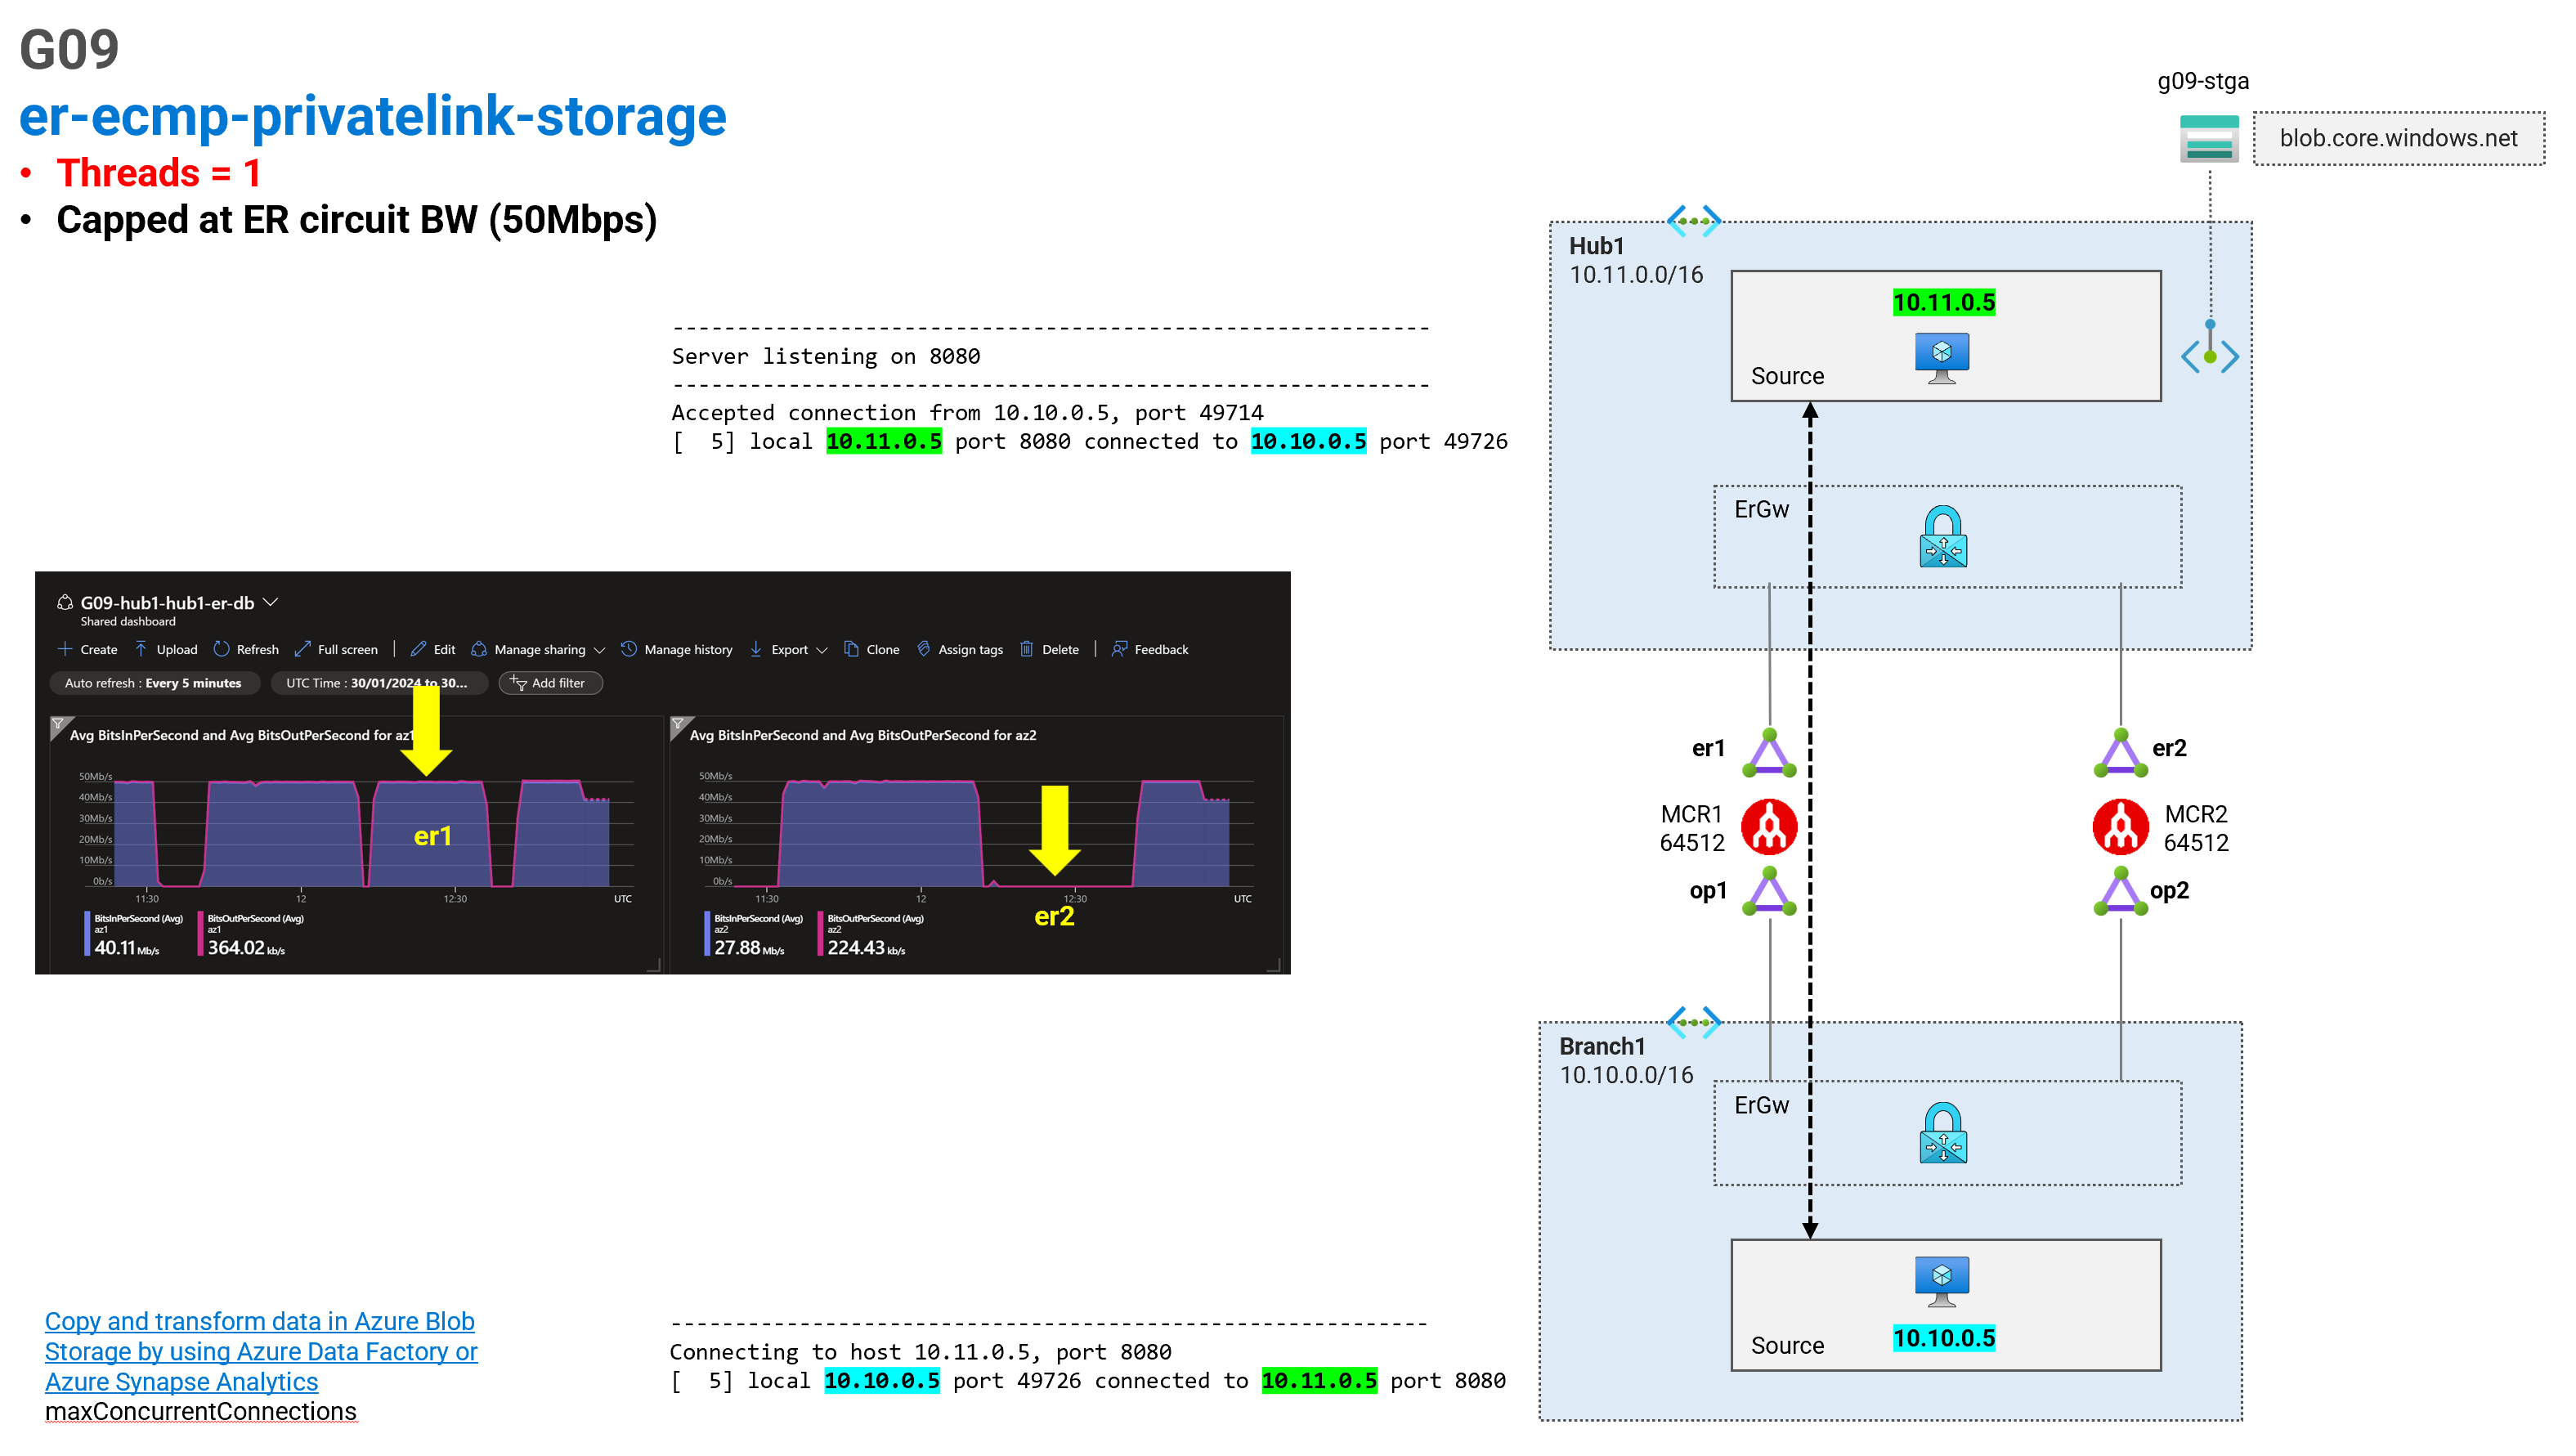 G09
er-ecmp-privatelink-storage
• Threads = 1
• Capped at ER circuit BW (50Mbps)
g09-stga
blob.core.windows.net
Hub1
10.11.0.0/16
10.11.0.5
Source
ErGw
-----------------------------------------------------------
Server listening on 8080
-----------------------------------------------------------
Accepted connection from 10.10.0.5, port 49714
[  5] local 10.11.0.5 port 8080 connected to 10.10.0.5 port 49726
G09-hub1-hub1-er-db
Shared dashboard
Create Upload Refresh Full screen Edit Manage sharing Manage history Export Clone Assign tags Delete Feedback
Auto refresh : Every 5 minutes UTC Time : 30/01/2024 to 30... Add filter
Avg BitsInPerSecond and Avg BitsOutPerSecond for az1
50Mb/s
40Mb/s
30Mb/s
20Mb/s
10Mb/s
0b/s
er1
11:30 12 12:30 UTC
BitsInPerSecond (Avg) BitsOutPerSecond (Avg)
az1 az1
40.11 Mb/s 364.02 kb/s
Avg BitsInPerSecond and Avg BitsOutPerSecond for az2
50Mb/s
40Mb/s
30Mb/s
20Mb/s
10Mb/s
0b/s
11:30 12 12:30 UTC
er2
BitsInPerSecond (Avg) BitsOutPerSecond (Avg)
az2 az2
27.88 Mb/s 224.43 kb/s
er1
er2
MCR1
64512
MCR2
64512
op1
op2
Branch1
10.10.0.0/16
ErGw
Source
10.10.0.5
-----------------------------------------------------------
Connecting to host 10.11.0.5, port 8080
[  5] local 10.10.0.5 port 49726 connected to 10.11.0.5 port 8080
Copy and transform data in Azure Blob
Storage by using Azure Data Factory or
Azure Synapse Analytics
maxConcurrentConnections